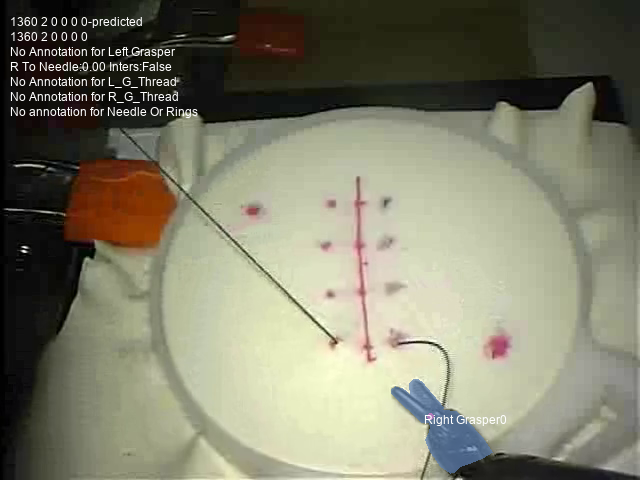 1360 2 0 0 0 0-predicted
1360 2 0 0 0 0
No Annotation for Left Grasper
R To Needle:0.00 Inters:False
No Annotation for L_G_Thread
No Annotation for R_G_Thread
No annotation for Needle Or Rings
Right Grasper0